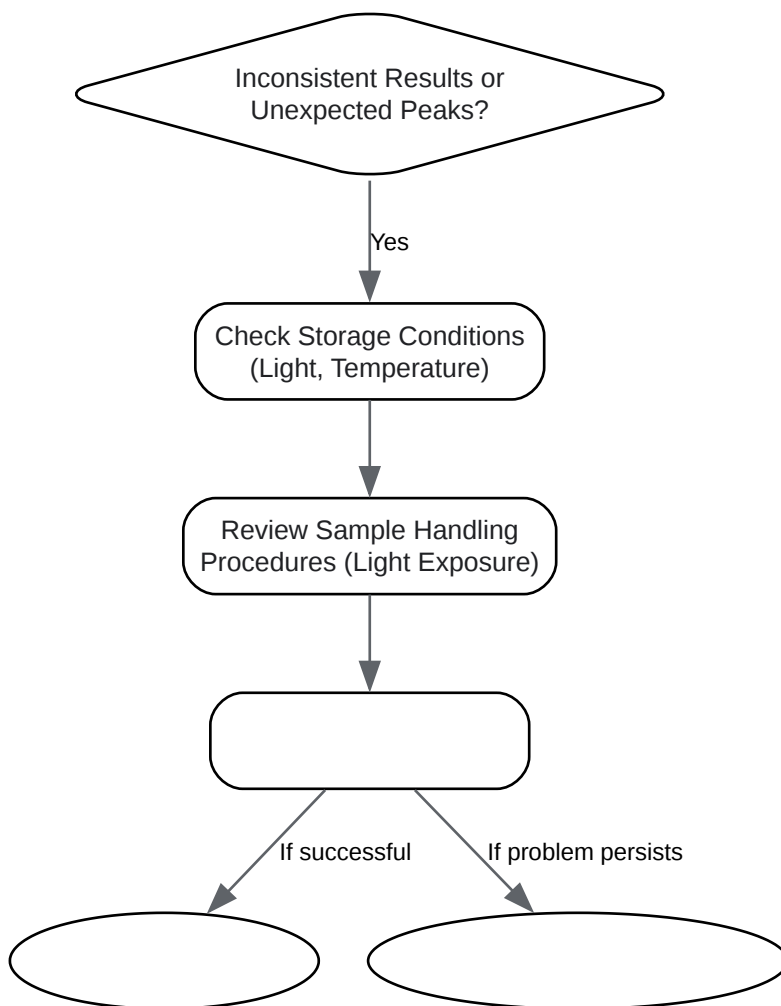 Inconsistent Results or
Unexpected Peaks?
Yes
Check Storage Conditions
(Light, Temperature)
Review Sample Handling
Procedures (Light Exposure)
If successful
If problem persists